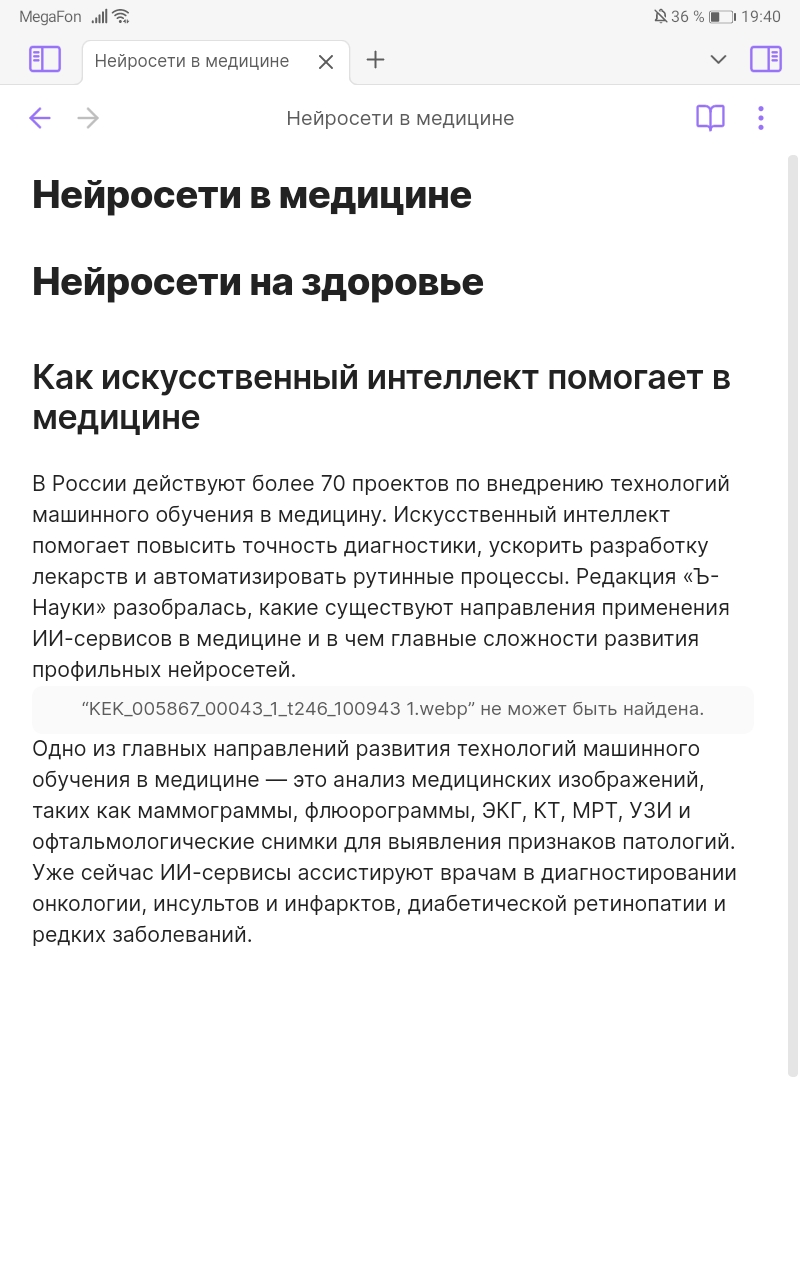 MegaFon 36 % 19:40
Нейросети в медицине
Нейросети в медицине
Нейросети в медицине
Нейросети на здоровье
Как искусственный интеллект помогает в
медицине
В России действуют более 70 проектов по внедрению технологий
машинного обучения в медицину. Искусственный интеллект
помогает повысить точность диагностики, ускорить разработку
лекарств и автоматизировать рутинные процессы. Редакция «Ъ-
Науки» разобралась, какие существуют направления применения
ИИ-сервисов в медицине и в чем главные сложности развития
профильных нейросетей.
“KEK_005867_00043_1_t246_100943 1.webp” не может быть найдена.
Одно из главных направлений развития технологий машинного
обучения в медицине — это анализ медицинских изображений,
таких как маммограммы, флюорограммы, ЭКГ, КТ, МРТ, УЗИ и
офтальмологические снимки для выявления признаков патологий.
Уже сейчас ИИ-сервисы ассистируют врачам в диагностировании
онкологии, инсультов и инфарктов, диабетической ретинопатии и
редких заболеваний.